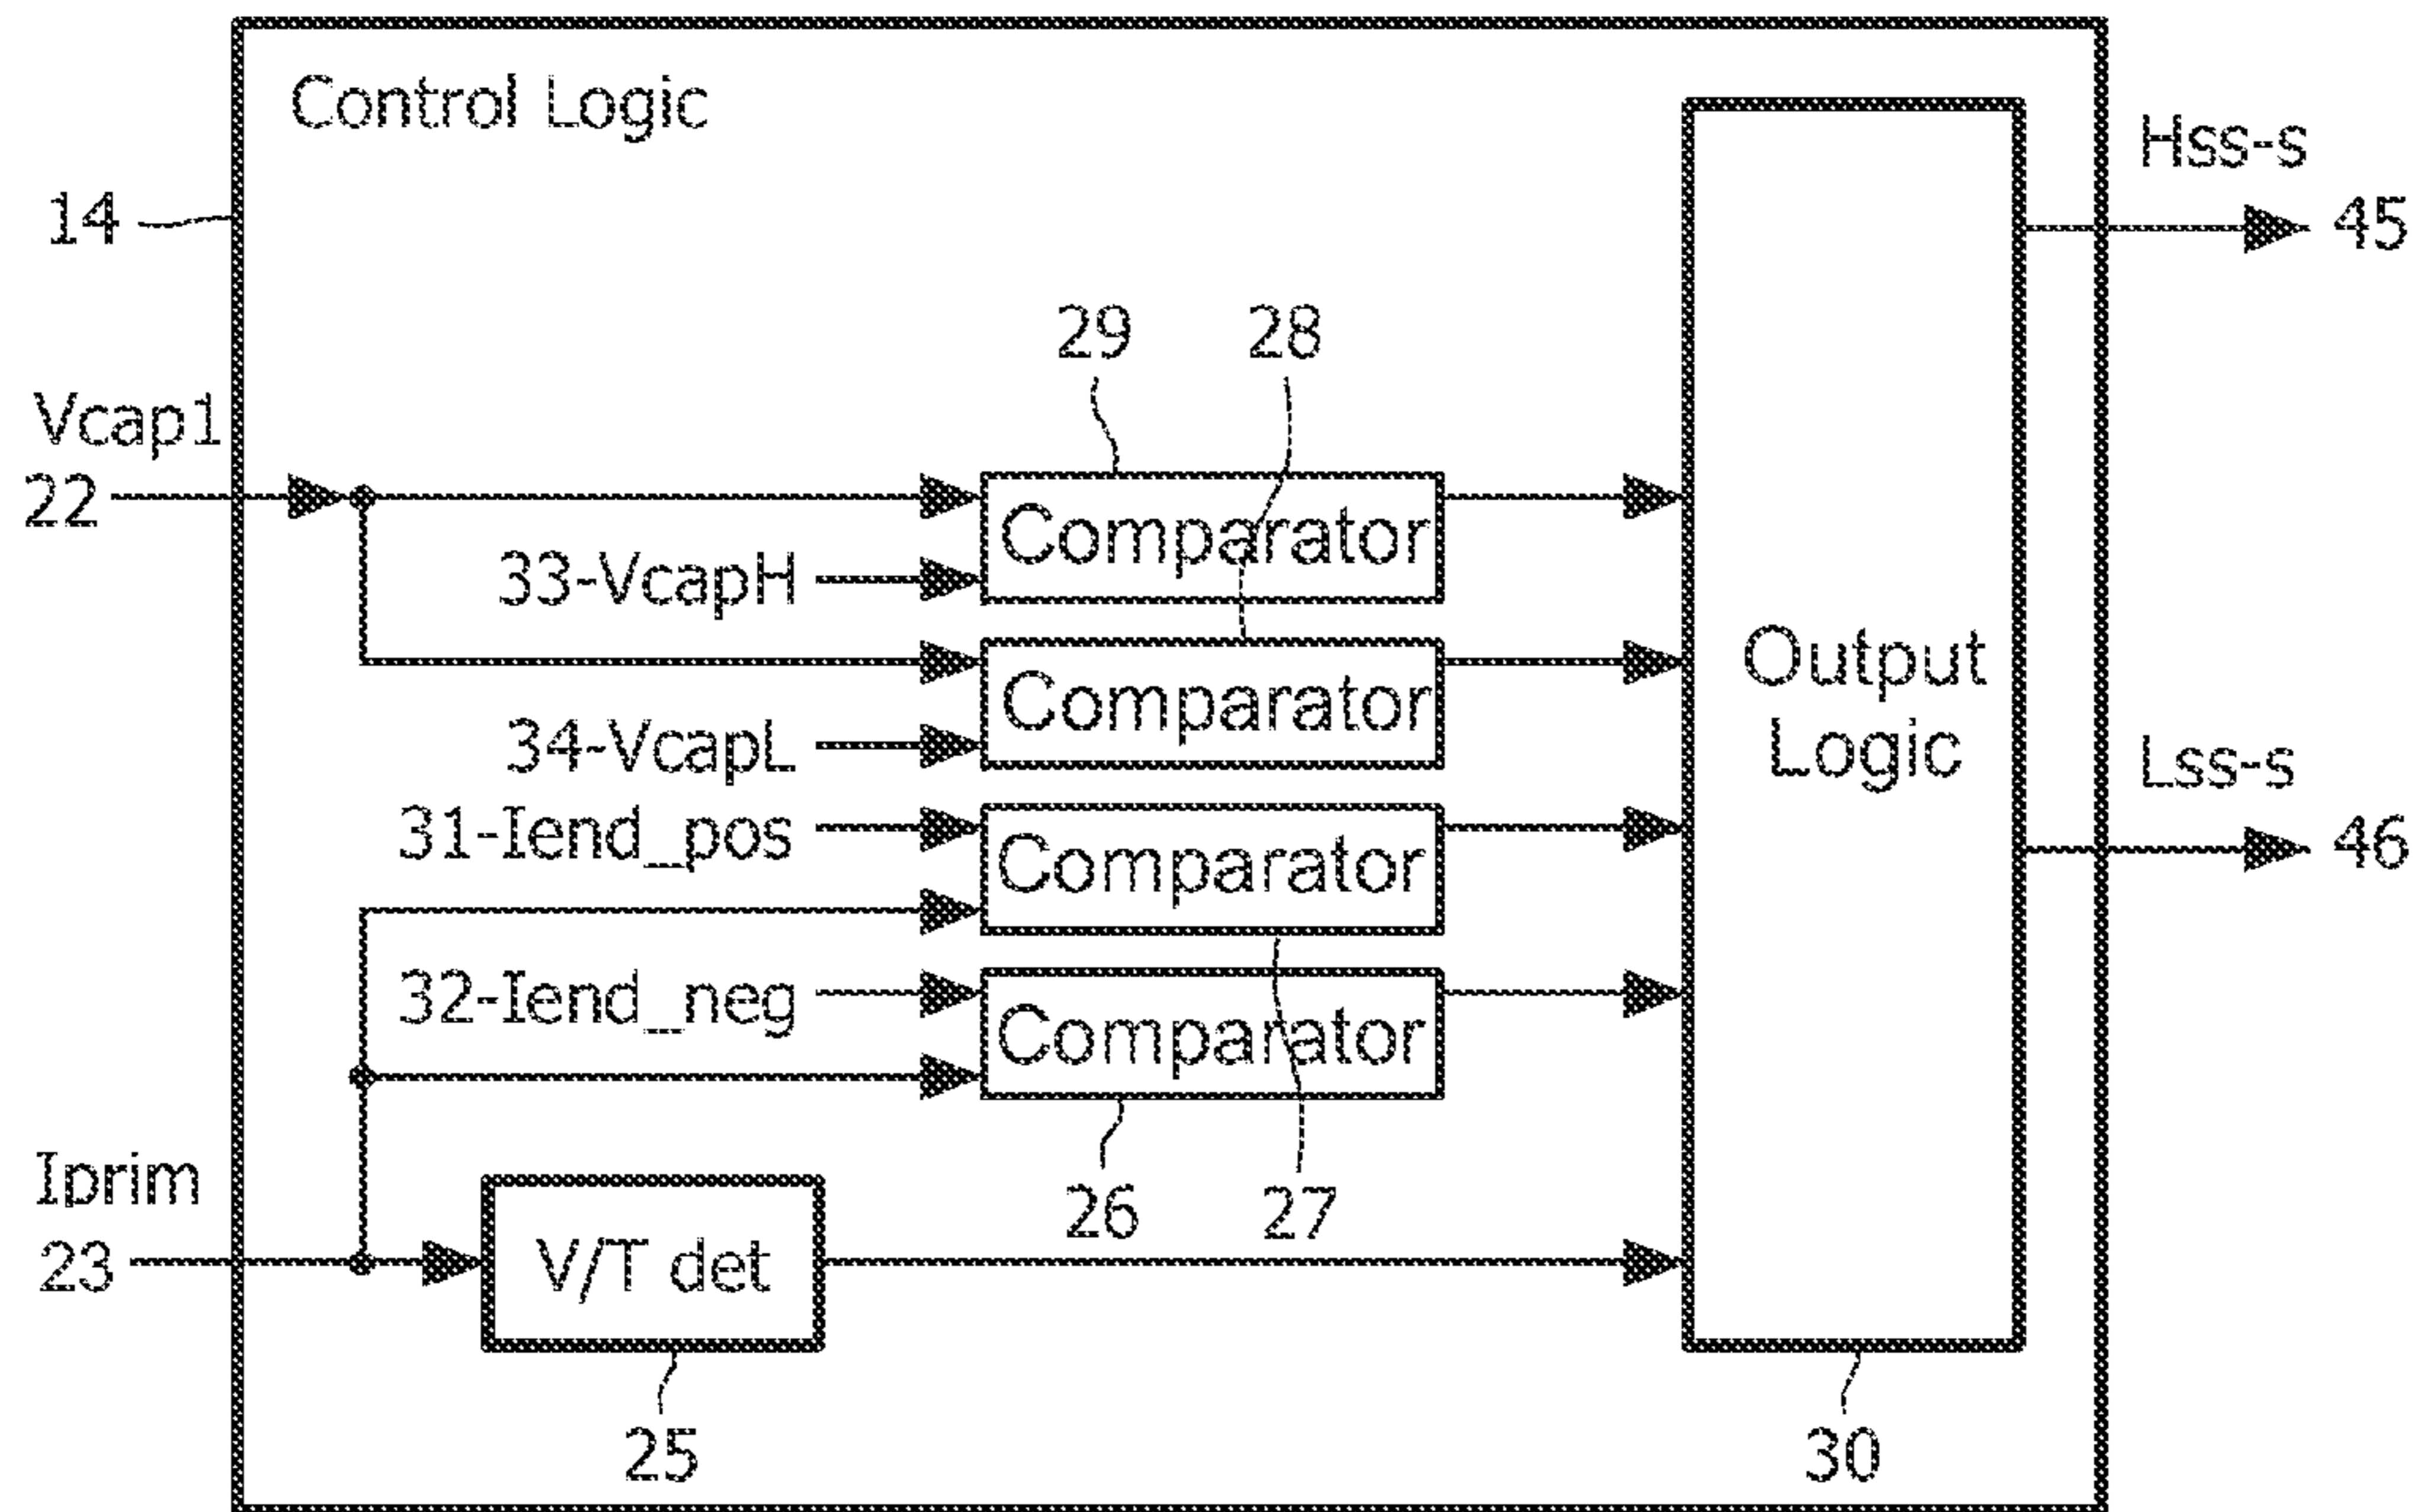 Control Logic
14
Hss-s
45
29
28
Vcap1
22
Comparator
33-VcapH
Comparator
34-VcapL
Output
Logic
Lss-s
46
31-Iend_pos
Comparator
32-Iend_neg
Comparator
Iprim
23
26
27
V/T det
25
30